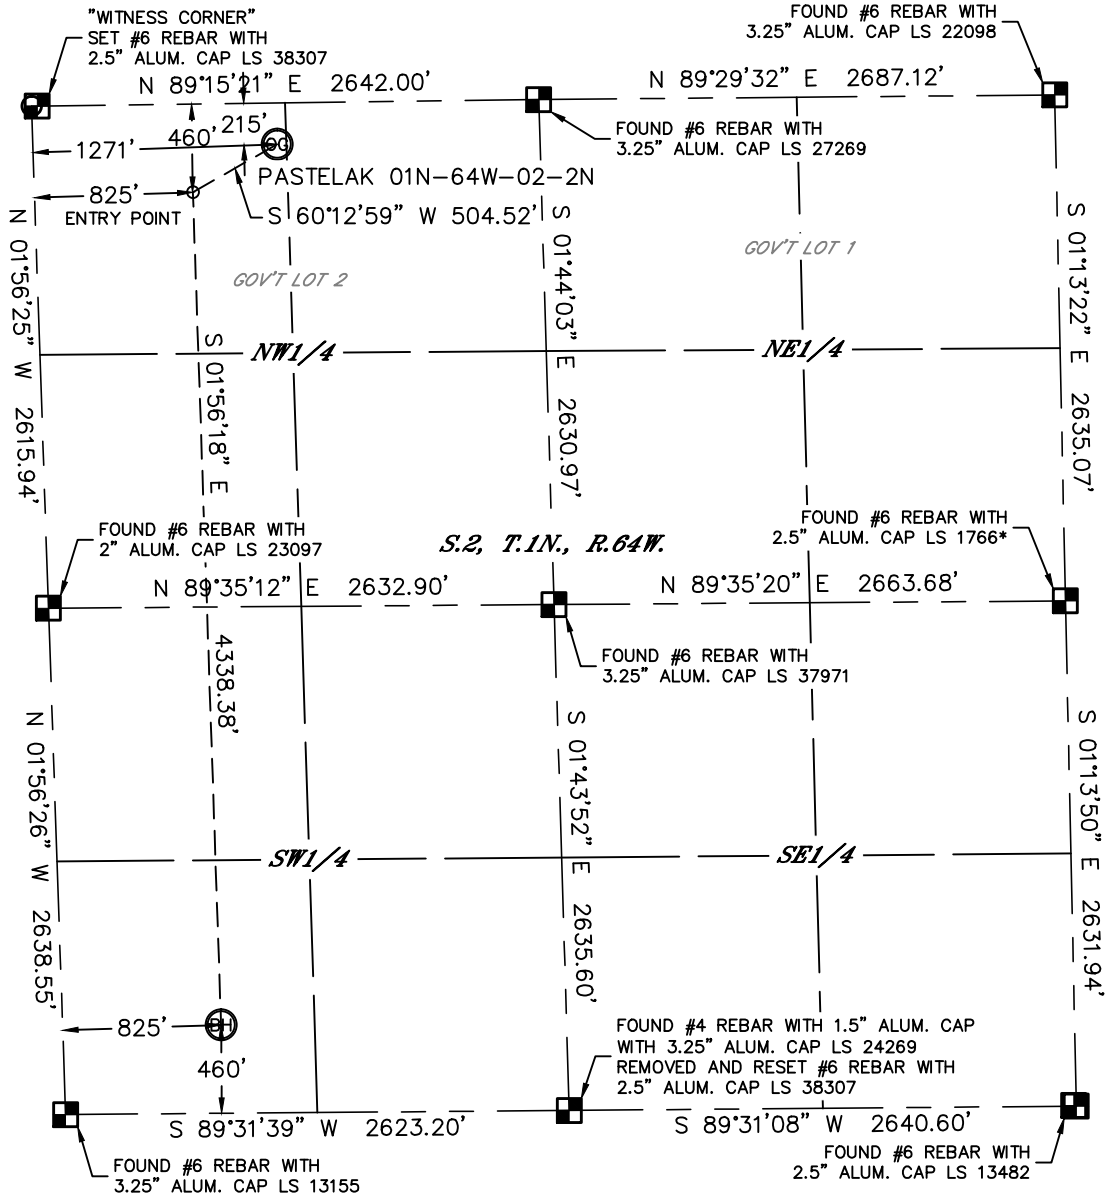 "WITNESS CORNER"
SET #6 REBAR WITH
2.5" ALUM. CAP LS 38307
FOUND #6 REBAR WITH
3.25" ALUM. CAP LS 22098
N 89°15'21" E 2642.00'
N 89°29'32" E 2687.12'
FOUND #6 REBAR WITH
3.25" ALUM. CAP LS 27269
460'
215'
1271'
OG
PASTELAK 01N-64W-02-2N
825'
ENTRY POINT
S 60°12'59" W 504.52'
N 01°56'25" W 2615.94'
S 01°44'03" E 2630.97'
S 01°13'22" E 2635.07'
GOV'T LOT 2
GOV'T LOT 1
S 01°56'18" E
4338.38'
NW1/4
NE1/4
FOUND #6 REBAR WITH
2" ALUM. CAP LS 23097
S.2, T.1N., R.64W.
FOUND #6 REBAR WITH
2.5" ALUM. CAP LS 1766*
N 89°35'12" E 2632.90'
N 89°35'20" E 2663.68'
FOUND #6 REBAR WITH
3.25" ALUM. CAP LS 37971
N 01°56'26" W 2638.55'
S 01°43'52" E 2635.60'
S 01°13'50" E 2631.94'
SW1/4
SE1/4
825'
BH
460'
FOUND #4 REBAR WITH 1.5" ALUM. CAP
WITH 3.25" ALUM. CAP LS 24269
REMOVED AND RESET #6 REBAR WITH
2.5" ALUM. CAP LS 38307
S 89°31'39" W 2623.20'
S 89°31'08" W 2640.60'
FOUND #6 REBAR WITH
3.25" ALUM. CAP LS 13155
FOUND #6 REBAR WITH
2.5" ALUM. CAP LS 13482